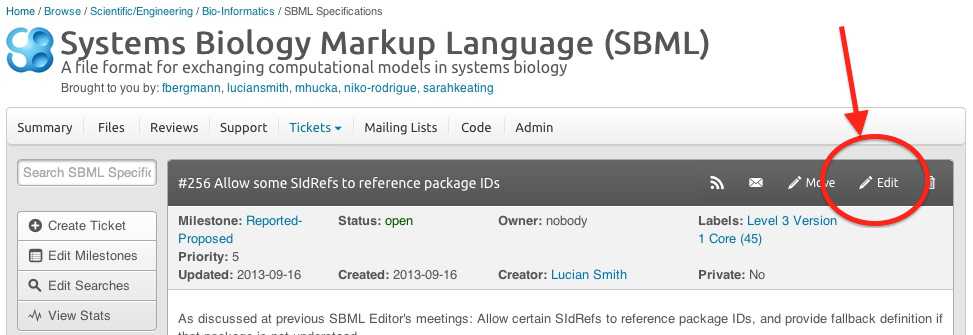 Home / Browse / Scientific/Engineering / Bio-Informatics / SBML Specifications
Systems Biology Markup Language (SBML)
A file format for exchanging computational models in systems biology
Brought to you by: fbergmann, luciansmith, mhucka, niko-rodrigue, sarahkeating
Summary Files Reviews Support Tickets Mailing Lists Code Admin
Search SBML Specific
Create Ticket
Edit Milestones
Edit Searches
View Stats
#256 Allow some SIdRefs to reference package IDs Move Edit
Milestone: Reported- Status: open Owner: nobody Labels: Level 3 Version
Proposed 1 Core (45)
Priority: 5
Updated: 2013-09-16 Created: 2013-09-16 Creator: Lucian Smith Private: No
As discussed at previous SBML Editor's meetings: Allow certain SIdRefs to reference package IDs, and provide fallback definition if
that package is not understood